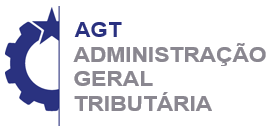 AGT
ADMINISTRAÇÃO
GERAL
TRIBUTÁRIA